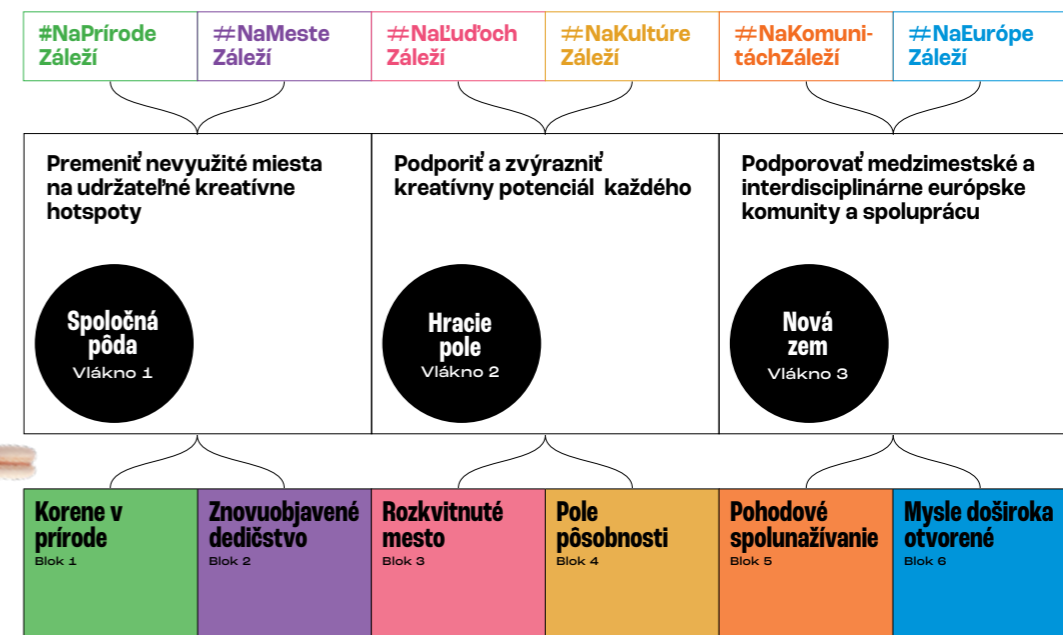 #NaPrírode
Záleží
#NaMeste
Záleží
#NaĽuďoch
Záleží
#NaKultúre
Záleží
#NaKomuni-
táchZáleží
#NaEurópe
Záleží
Premeniť nevyužité miesta
na udržateľné kreatívne
hotspoty
Spoločná
pôda
Vlákno 1
Podporiť a zvýrazniť
kreatívny potenciál každého
Hracie
pole
Vlákno 2
Podporovať medzimestské a
interdisciplinárne európske
komunity a spoluprácu
Nová
zem
Vlákno 3
Korene v
prírode
Blok 1
Znovuobjavené
dedičstvo
Blok 2
Rozkvitnuté
mesto
Blok 3
Pole
pôsobnosti
Blok 4
Pohodové
spolunažívanie
Blok 5
Mysle doširoka
otvorené
Blok 6